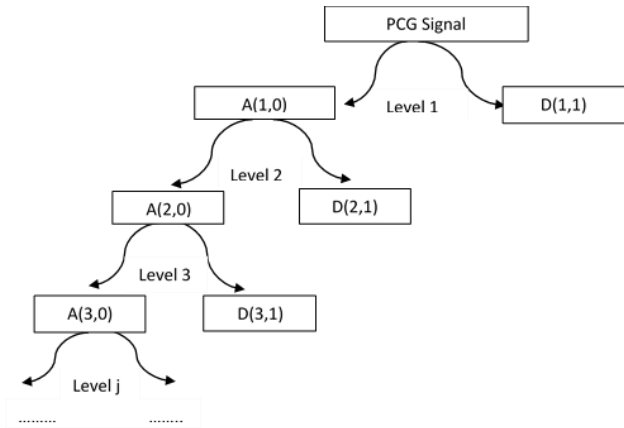 PCG Signal
A(1,0)
Level 1
D(1,1)
Level 2
A(2,0)
D(2,1)
Level 3
A(3,0)
D(3,1)
Level j
......... ........